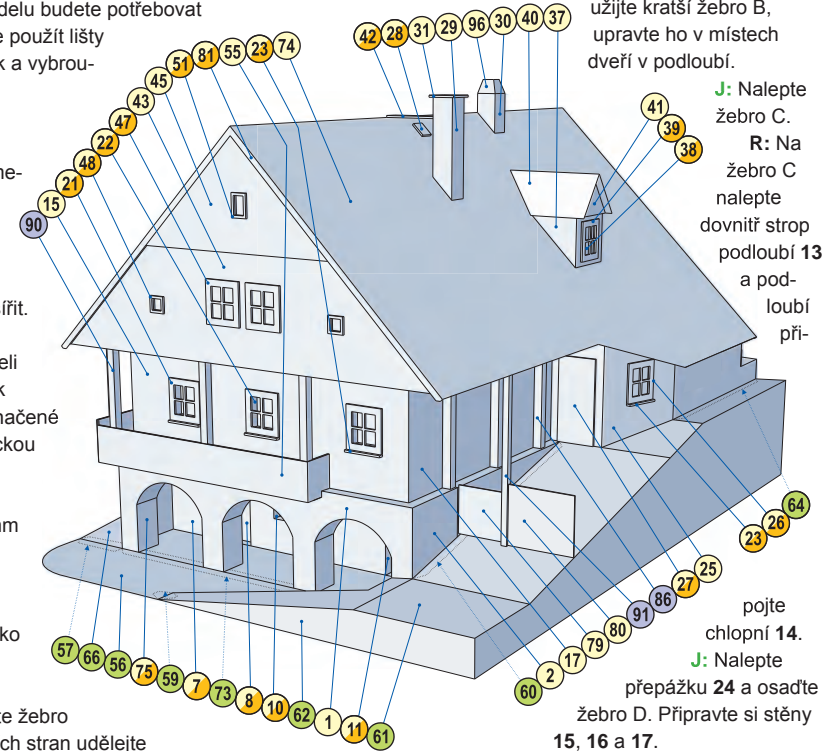 delu budete potřebovat
e použít lišty
k a vybrou-
ne-
ířit.
eli
k
načené
ckou
m
ko
e žebro
ch stran udělejte
90
15
21
48
22
47
43
45
51
81
55
23
74
42
28
31
29
96
30
40
37
41
39
38
užijte kratší žebro B,
upravte ho v místech
dveří v podloubí.
J: Nalepte
žebro C.
R: Na
žebro C
nalepte
dovnitř strop
podloubí 13
a pod-
loubí
při-
57
66
56
75
59
7
73
8
10
62
1
11
61
60
2
17
79
80
91
86
27
25
23
26
64
pojte
chlopní 14.
J: Nalepte
přepážku 24 a osaďte
žebro D. Připravte si stěny
15, 16 a 17.